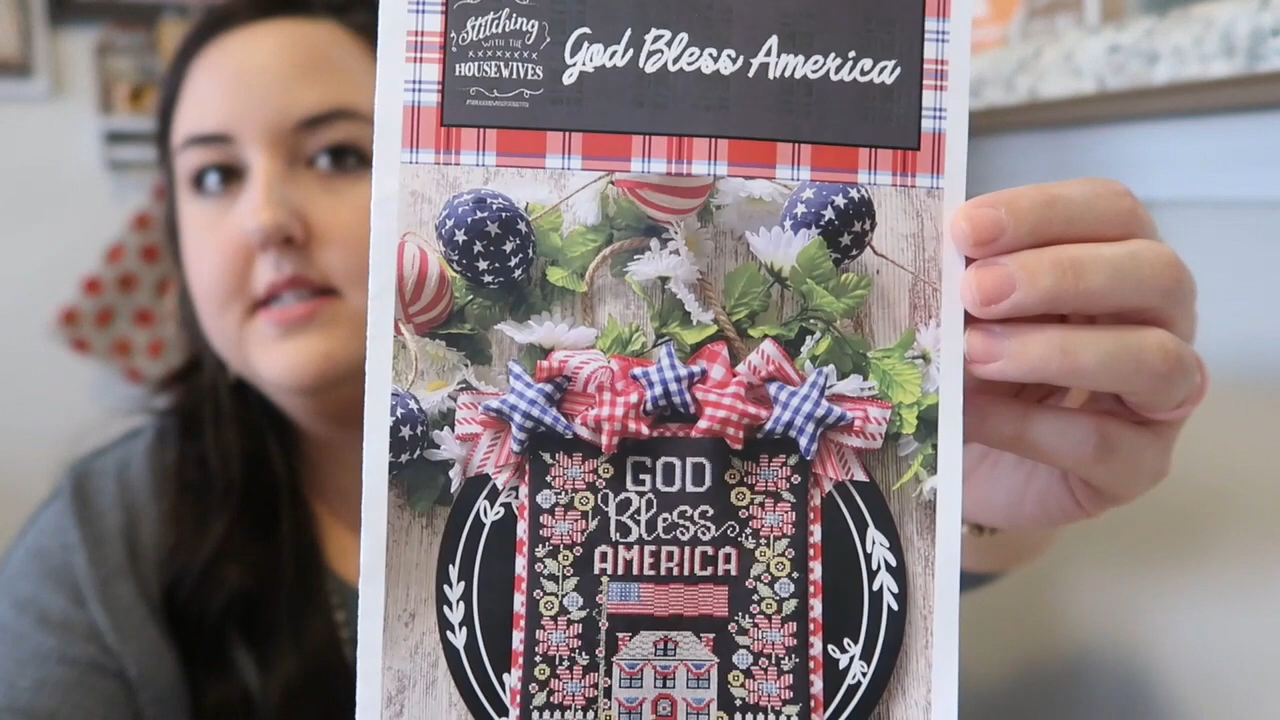 Stitching
WITH THE
HOUSEWIVES
God Bless America
GOD
Bless
AMERICA